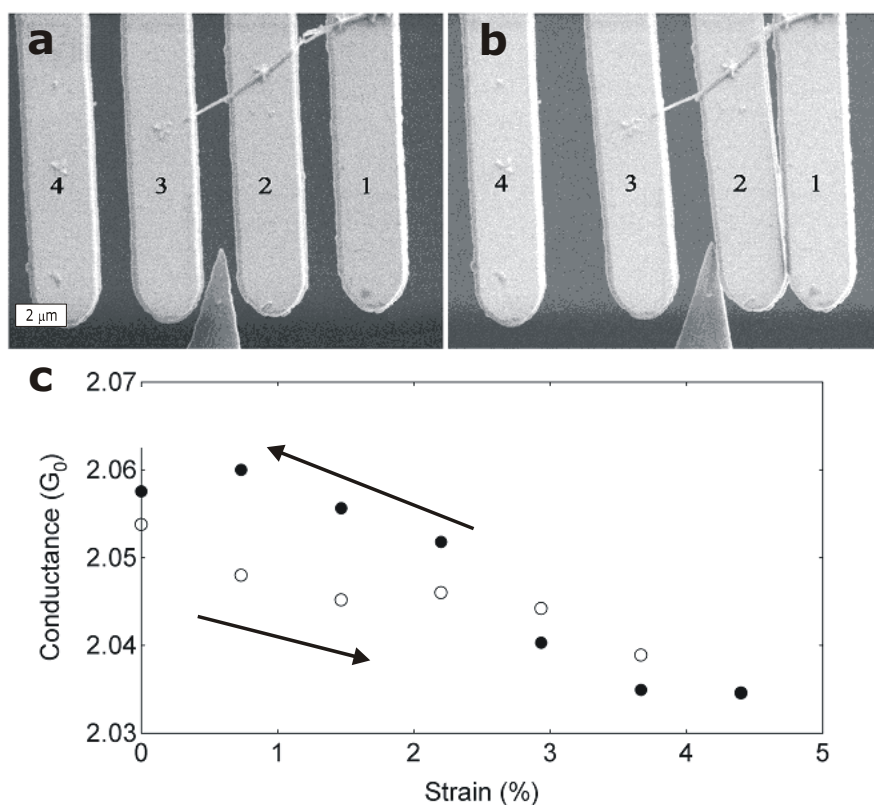 a
b
4 3 2 1
4 3 2 1
2 μm
c
2.07
2.06
2.05
2.04
2.03
Conductance (G₀)
0 1 2 3 4 5
Strain (%)